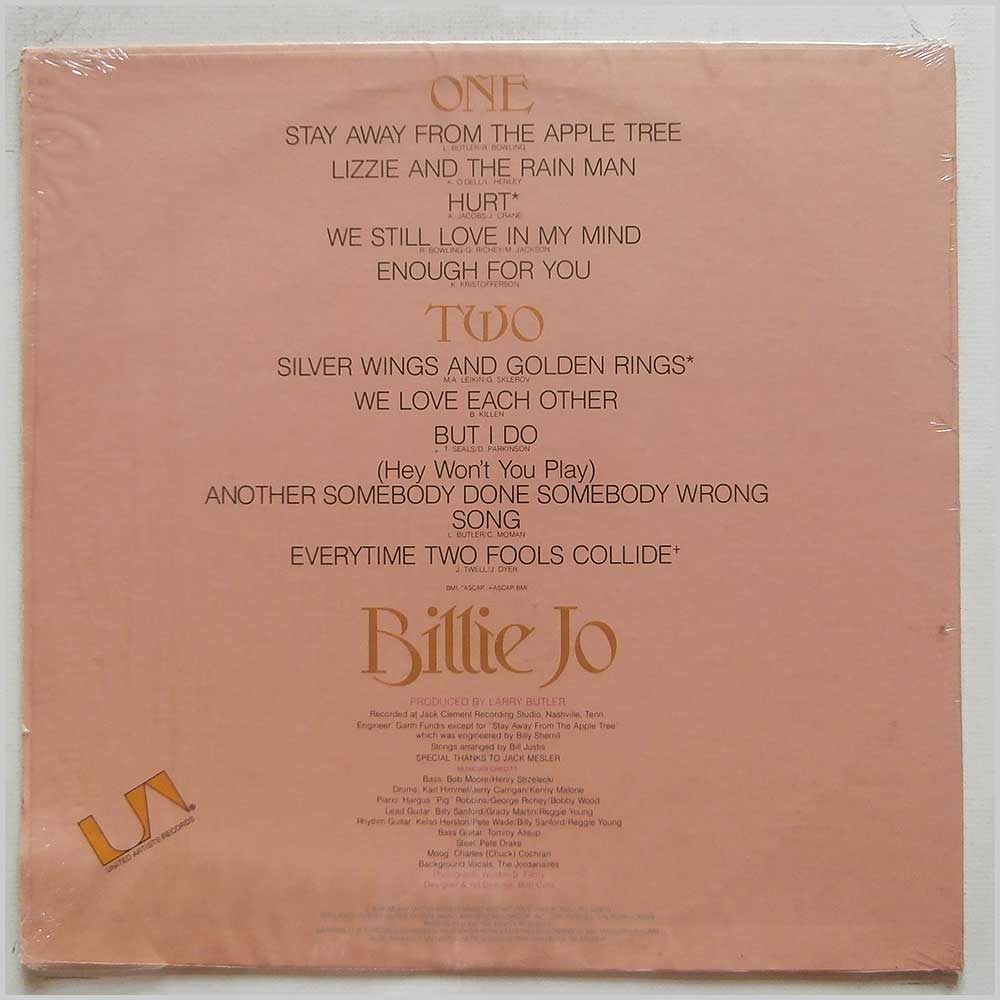 ONE
STAY AWAY FROM THE APPLE TREE
L. BUTLER/R. BOWLING
LIZZIE AND THE RAIN MAN
K. O'DELL/L. HENLEY
HURT*
A. JACOBS/J. CRANE
WE STILL LOVE IN MY MIND
R. BOWLING/G. RICHEY/M. JACKSON
ENOUGH FOR YOU
K. KRISTOFFERSON
TWO
SILVER WINGS AND GOLDEN RINGS*
M.A. LEIKIN/G. SKLEROV
WE LOVE EACH OTHER
B. KILLEN
BUT I DO
T. SEALS/D. PARKINSON
(Hey Won't You Play)
ANOTHER SOMEBODY DONE SOMEBODY WRONG
SONG
L. BUTLER/C. MOMAN
EVERYTIME TWO FOOLS COLLIDE+
J. TWELL/J. DYER
BMI. *ASCAP. +ASCAP/BMI
Billie Jo
PRODUCED BY LARRY BUTLER
Recorded at Jack Clement Recording Studio, Nashville, Tenn.
Engineer: Garth Fundis except for "Stay Away From The Apple Tree"
which was engineered by Billy Sherrill
Strings arranged by Bill Justis
SPECIAL THANKS TO JACK MESLER
MUSICIAN CREDITS
Bass: Bob Moore/Henry Strzelecki
Drums: Karl Himmel/Jerry Carrigan/Kenny Malone
Piano: Hargus "Pig" Robbins/George Richey/Bobby Wood
Lead Guitar: Billy Sanford/Grady Martin/Reggie Young
Rhythm Guitar: Kelso Herston/Pete Wade/Billy Sanford/Reggie Young
Bass Guitar: Tommy Allsup
Steel: Pete Drake
Moog: Charles (Chuck) Cochran
Background Vocals: The Jordanaires
UA®
UNITED ARTISTS RECORDS